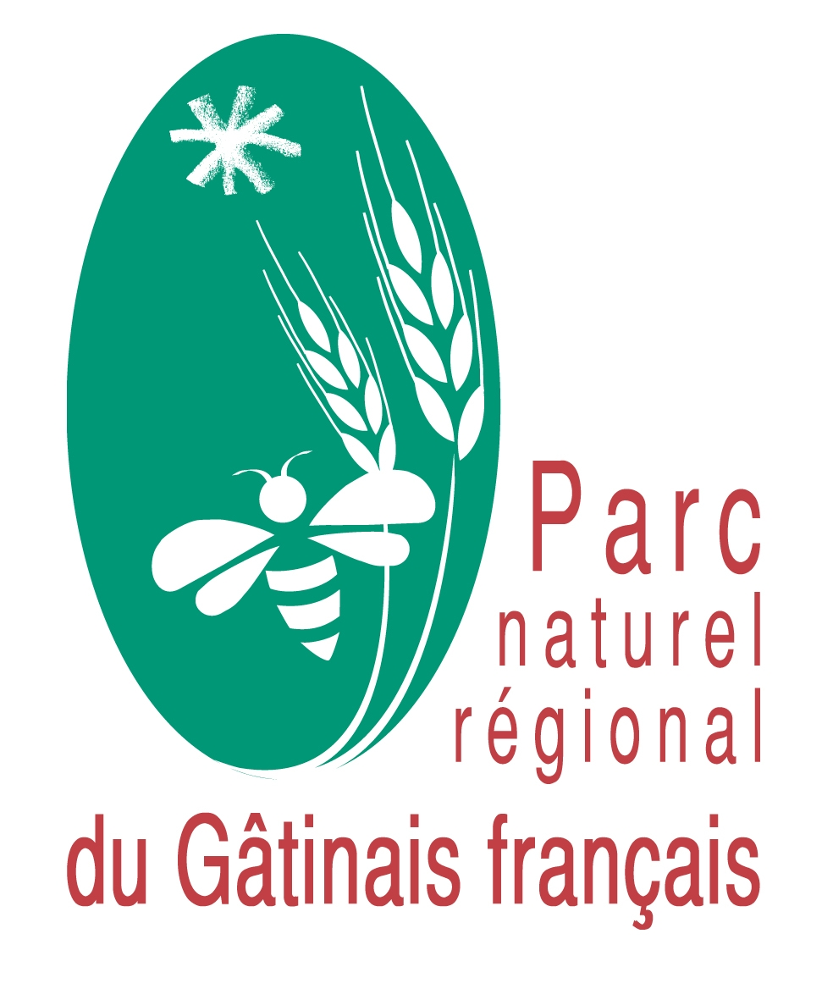 Parc
naturel
régional
du Gâtinais français